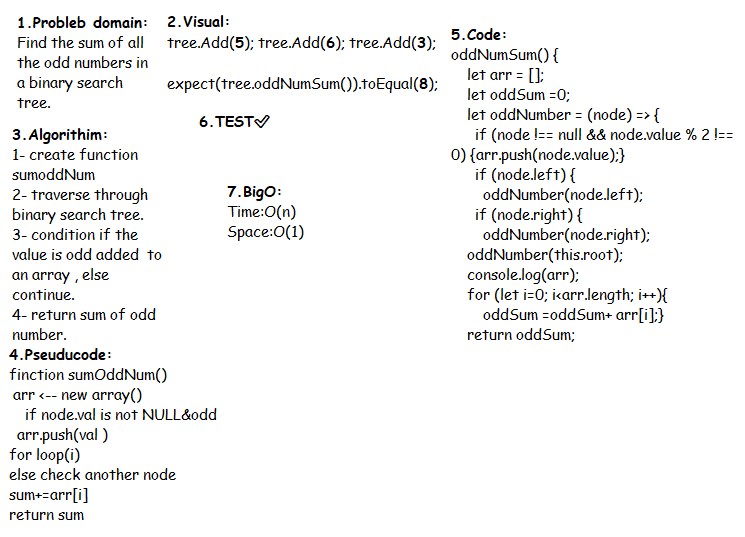 1.Probleb domain:
Find the sum of all
the odd numbers in
a binary search
tree.
2.Visual:
tree.Add(5); tree.Add(6); tree.Add(3);
expect(tree.oddNumSum()).toEqual(8);
3.Algorithim:
1- create function
sumoddNum
2- traverse through
binary search tree.
3- condition if the
value is odd added  to
an array , else
continue.
4- return sum of odd
number.
4.Pseuducode:
finction sumOddNum()
arr <-- new array()
if node.val is not NULL&odd
arr.push(val )
for loop(i)
else check another node
sum+=arr[i]
return sum
5.Code:
oddNumSum() {
let arr = [];
let oddSum =0;
let oddNumber = (node) => {
if (node !== null && node.value % 2 !==
0) {arr.push(node.value);}
if (node.left) {
oddNumber(node.left);
if (node.right) {
oddNumber(node.right);
oddNumber(this.root);
console.log(arr);
for (let i=0; i<arr.length; i++){
oddSum =oddSum+ arr[i];}
return oddSum;
6.TEST✓
7.BigO:
Time:O(n)
Space:O(1)